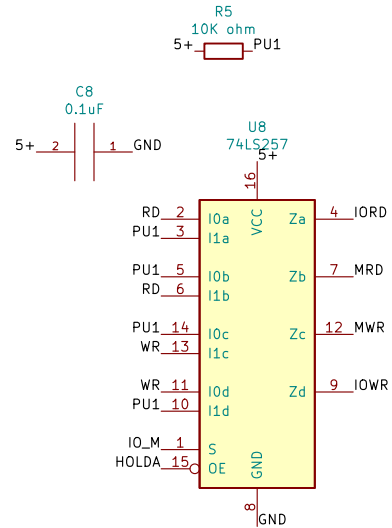 R5
10K ohm
5+ PU1
C8
0.1uF
5+ 2 1 GND
U8
74LS257
5+
16
VCC
RD 2 I0a Za 4 IORD
PU1 3 I1a
PU1 5 I0b Zb 7 MRD
RD 6 I1b
PU1 14 I0c Zc 12 MWR
WR 13 I1c
WR 11 I0d Zd 9 IOWR
PU1 10 I1d
IO_M 1 S
HOLDA 15 OE
GND
8
GND